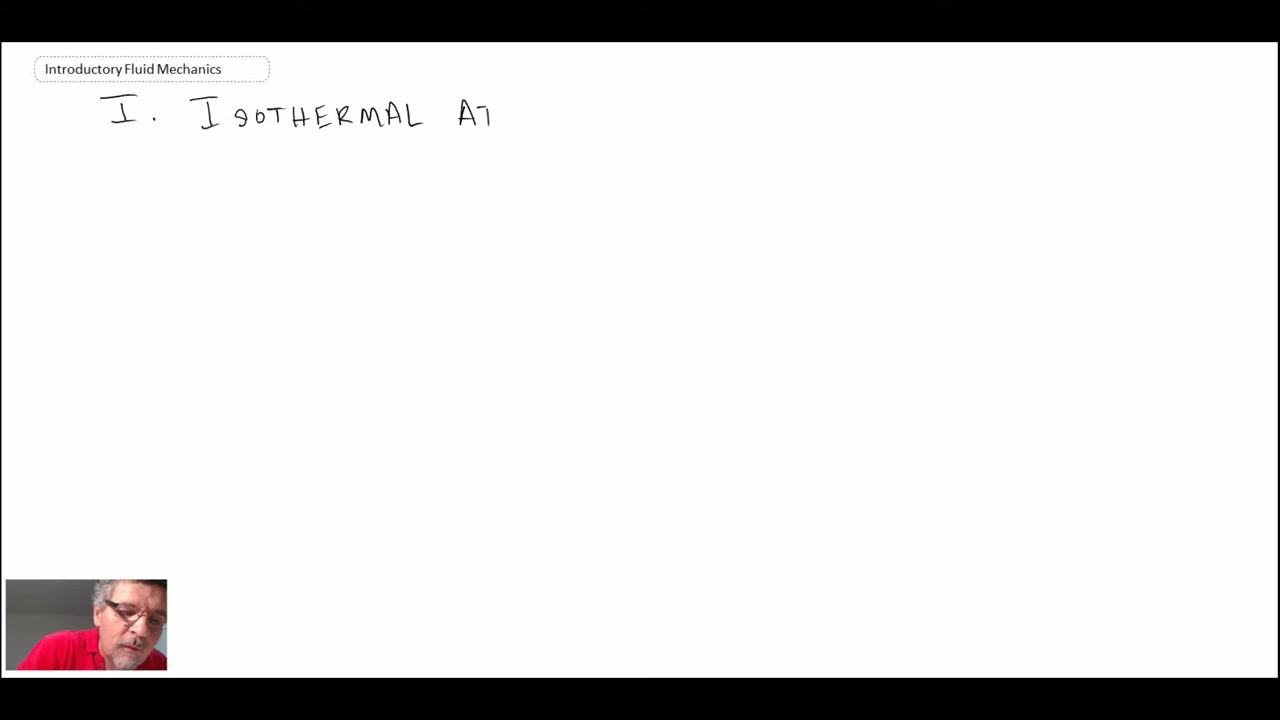 Introductory Fluid Mechanics
I. ISOTHERMAL AT